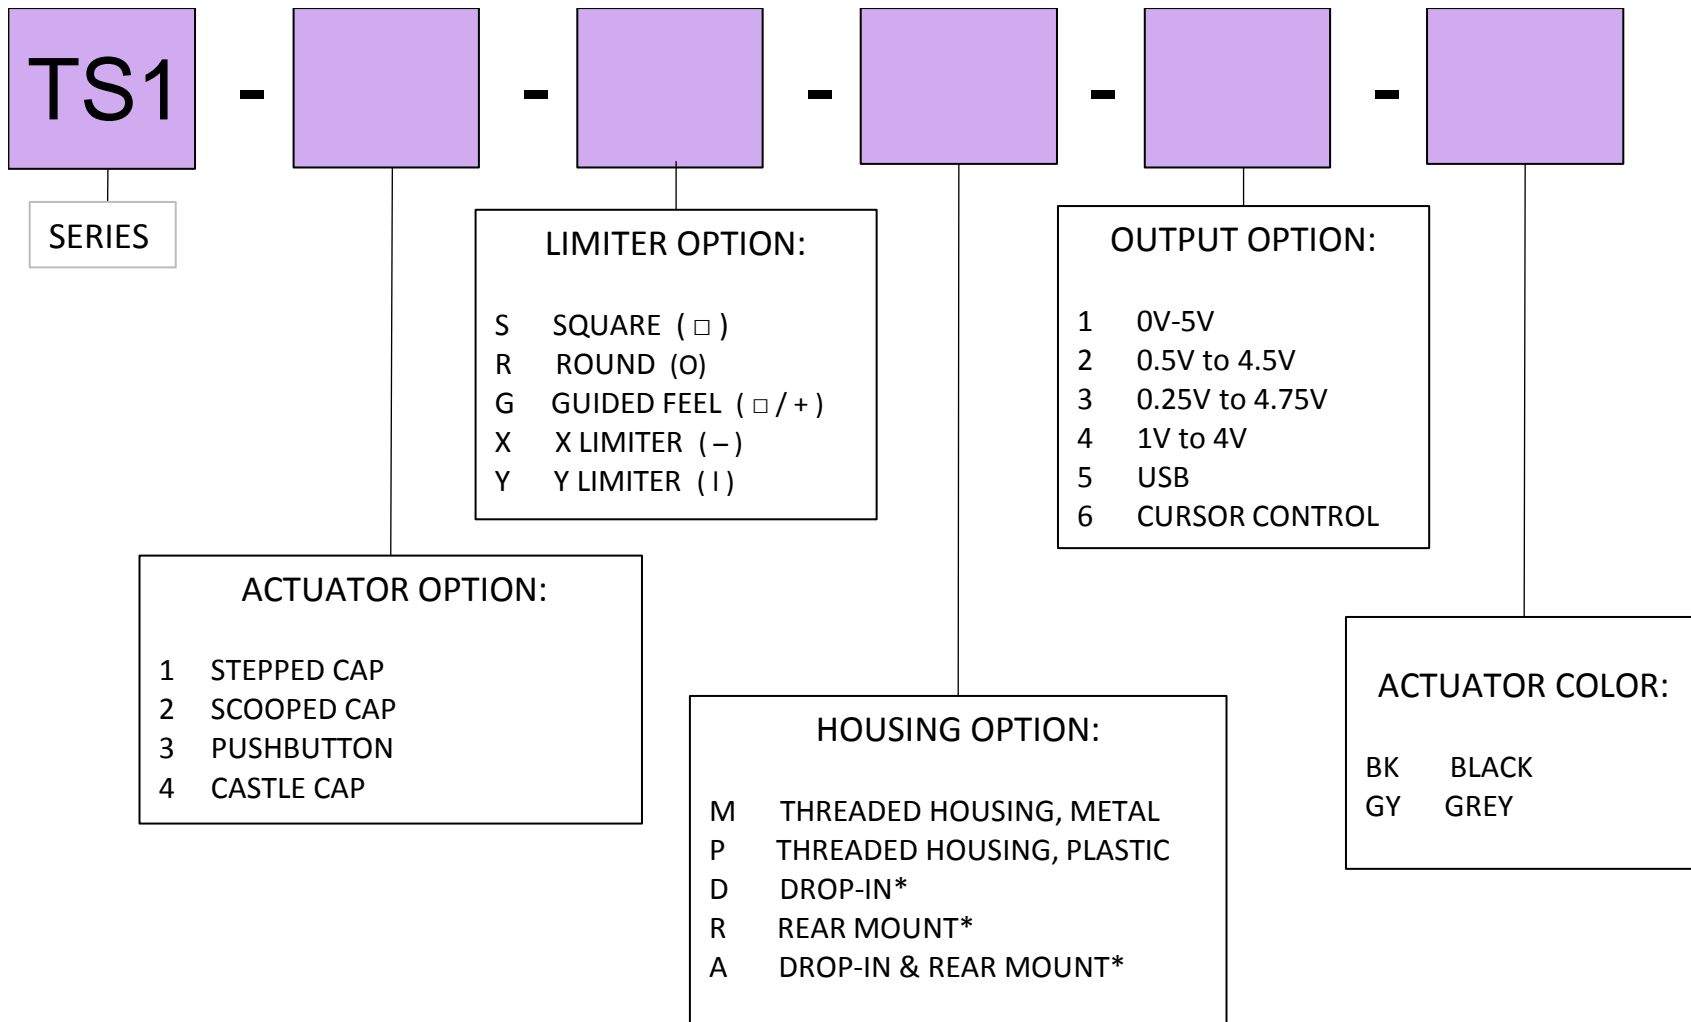 TS1 - - - - -
SERIES
LIMITER OPTION:
S SQUARE ( □ )
R ROUND (O)
G GUIDED FEEL ( □ / + )
X X LIMITER ( – )
Y Y LIMITER ( I )
OUTPUT OPTION:
1 0V-5V
2 0.5V to 4.5V
3 0.25V to 4.75V
4 1V to 4V
5 USB
6 CURSOR CONTROL
ACTUATOR OPTION:
1 STEPPED CAP
2 SCOOPED CAP
3 PUSHBUTTON
4 CASTLE CAP
HOUSING OPTION:
M THREADED HOUSING, METAL
P THREADED HOUSING, PLASTIC
D DROP-IN*
R REAR MOUNT*
A DROP-IN & REAR MOUNT*
ACTUATOR COLOR:
BK BLACK
GY GREY